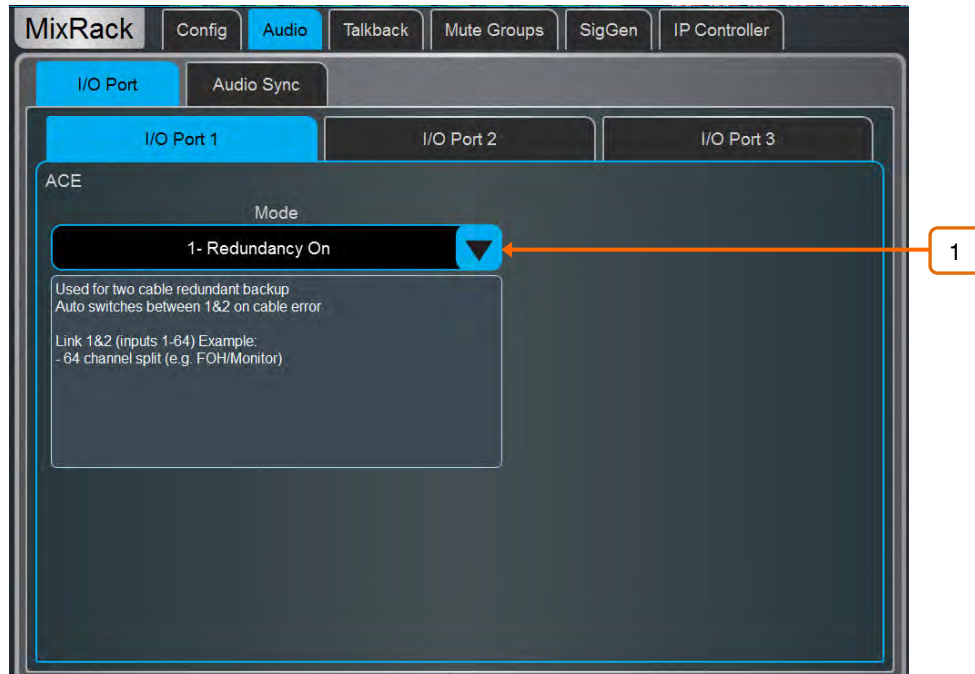 MixRack Config Audio Talkback Mute Groups SigGen IP Controller
I/O Port Audio Sync
I/O Port 1 I/O Port 2 I/O Port 3
ACE
Mode
1- Redundancy On
1
Used for two cable redundant backup
Auto switches between 1&2 on cable error
Link 1&2 (inputs 1-64) Example:
- 64 channel split (e.g. FOH/Monitor)